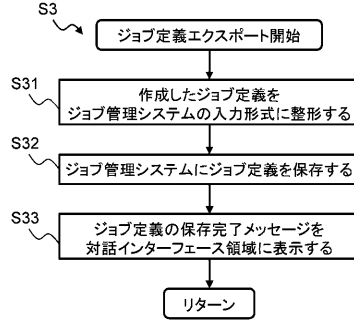 S3
ジョブ定義エクスポート開始
S31
作成したジョブ定義を
ジョブ管理システムの入力形式に整形する
S32
ジョブ管理システムにジョブ定義を保存する
S33
ジョブ定義の保存完了メッセージを
対話インターフェース領域に表示する
リターン